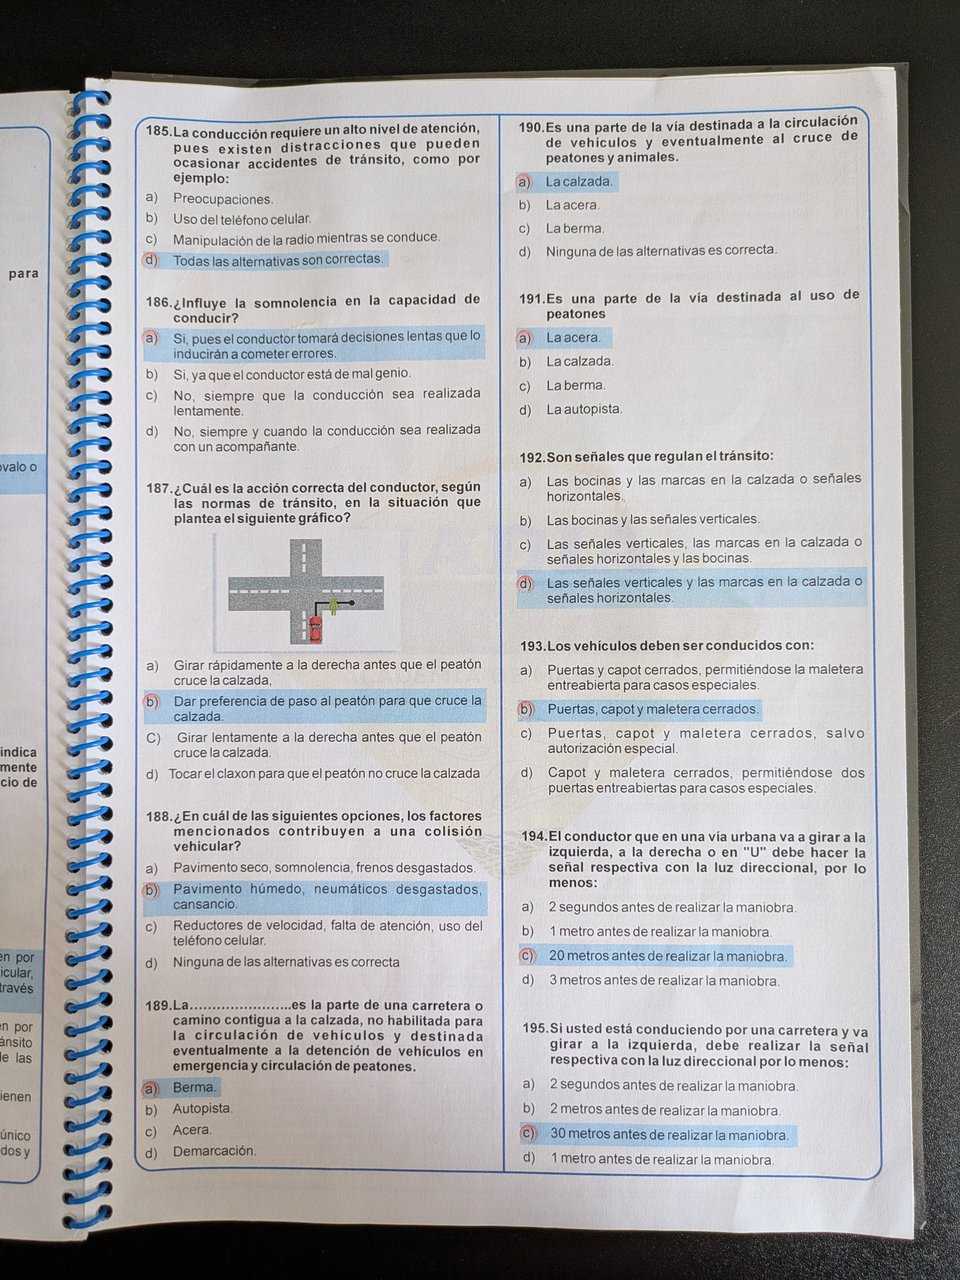 para
ovalo o
indica
mente
cio de
en por
icular,
través
en por
ánsito
de las
ienen
único
dos y
185.La conducción requiere un alto nivel de atención,
pues existen distracciones que pueden
ocasionar accidentes de tránsito, como por
ejemplo:
a) Preocupaciones.
b) Uso del teléfono celular.
c) Manipulación de la radio mientras se conduce.
d) Todas las alternativas son correctas.
186.¿Influye la somnolencia en la capacidad de
conducir?
a) Si, pues el conductor tomará decisiones lentas que lo
inducirán a cometer errores.
b) Si, ya que el conductor está de mal genio.
c) No, siempre que la conducción sea realizada
lentamente.
d) No, siempre y cuando la conducción sea realizada
con un acompañante.
187.¿Cuál es la acción correcta del conductor, según
las normas de tránsito, en la situación que
plantea el siguiente gráfico?
a) Girar rápidamente a la derecha antes que el peatón
cruce la calzada,
b) Dar preferencia de paso al peatón para que cruce la
calzada.
C) Girar lentamente a la derecha antes que el peatón
cruce la calzada.
d) Tocar el claxon para que el peatón no cruce la calzada
188.¿En cuál de las siguientes opciones, los factores
mencionados contribuyen a una colisión
vehicular?
a) Pavimento seco, somnolencia, frenos desgastados.
b) Pavimento húmedo, neumáticos desgastados,
cansancio.
c) Reductores de velocidad, falta de atención, uso del
teléfono celular.
d) Ninguna de las alternativas es correcta
189.La.......................es la parte de una carretera o
camino contigua a la calzada, no habilitada para
la circulación de vehículos y destinada
eventualmente a la detención de vehículos en
emergencia y circulación de peatones.
a) Berma.
b) Autopista.
c) Acera.
d) Demarcación.
190.Es una parte de la vía destinada a la circulación
de vehículos y eventualmente al cruce de
peatones y animales.
a) La calzada.
b) La acera.
c) La berma.
d) Ninguna de las alternativas es correcta.
191.Es una parte de la vía destinada al uso de
peatones
a) La acera.
b) La calzada.
c) La berma.
d) La autopista.
192.Son señales que regulan el tránsito:
a) Las bocinas y las marcas en la calzada o señales
horizontales.
b) Las bocinas y las señales verticales.
c) Las señales verticales, las marcas en la calzada o
señales horizontales y las bocinas.
d) Las señales verticales y las marcas en la calzada o
señales horizontales.
193.Los vehículos deben ser conducidos con:
a) Puertas y capot cerrados, permitiéndose la maletera
entreabierta para casos especiales.
b) Puertas, capot y maletera cerrados.
c) Puertas, capot y maletera cerrados, salvo
autorización especial.
d) Capot y maletera cerrados, permitiéndose dos
puertas entreabiertas para casos especiales.
194.El conductor que en una vía urbana va a girar a la
izquierda, a la derecha o en "U" debe hacer la
señal respectiva con la luz direccional, por lo
menos:
a) 2 segundos antes de realizar la maniobra.
b) 1 metro antes de realizar la maniobra.
c) 20 metros antes de realizar la maniobra.
d) 3 metros antes de realizar la maniobra.
195.Si usted está conduciendo por una carretera y va
girar a la izquierda, debe realizar la señal
respectiva con la luz direccional por lo menos:
a) 2 segundos antes de realizar la maniobra.
b) 2 metros antes de realizar la maniobra.
c) 30 metros antes de realizar la maniobra.
d) 1 metro antes de realizar la maniobra.